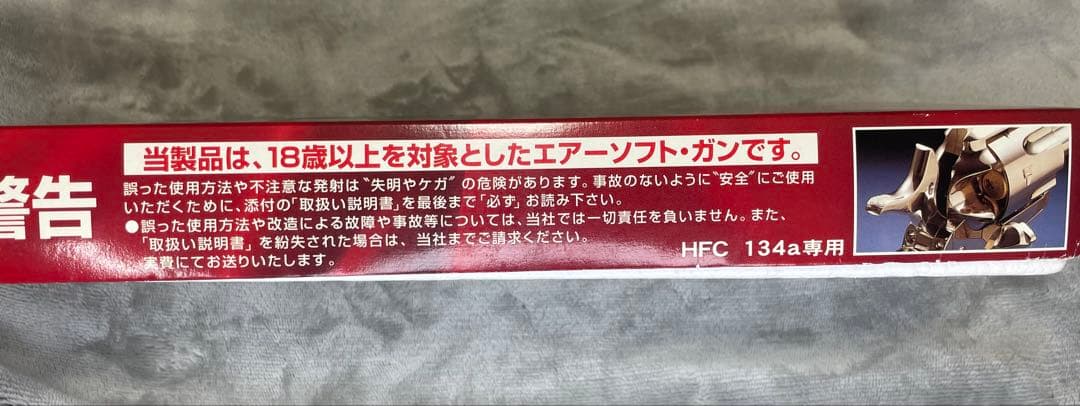 警告
当製品は、18歳以上を対象としたエアーソフト・ガンです。
誤った使用方法や不注意な発射は"失明やケガ"の危険があります。事故のないように"安全"にご使用
いただくために、添付の「取扱い説明書」を最後まで「必ず」お読み下さい。
●誤った使用方法や改造による故障や事故等については、当社では一切責任を負いません。また、
「取扱い説明書」を紛失された場合は、当社までご請求ください。
実費にてお送りいたします。
HFC 134a専用